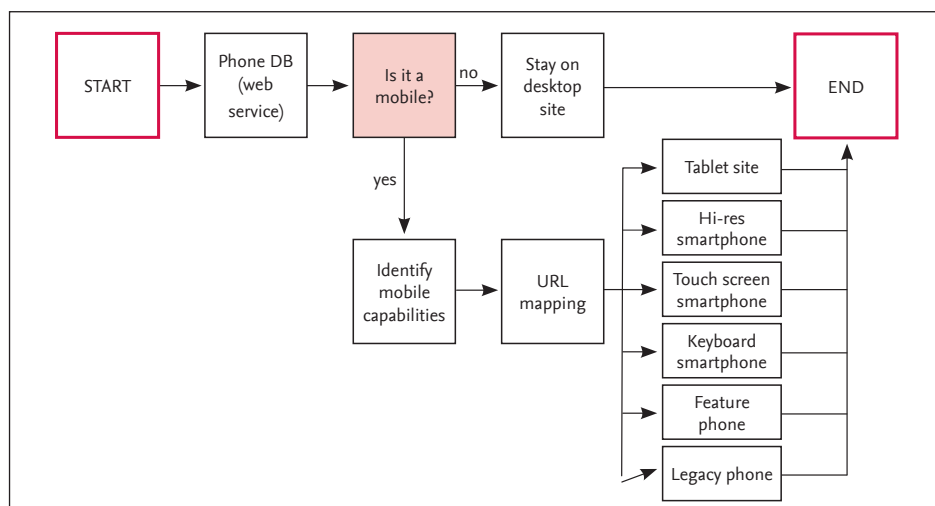 START
Phone DB
(web
service)
Is it a
mobile?
no
Stay on
desktop
site
END
yes
Identify
mobile
capabilities
URL
mapping
Tablet site
Hi-res
smartphone
Touch screen
smartphone
Keyboard
smartphone
Feature
phone
Legacy phone